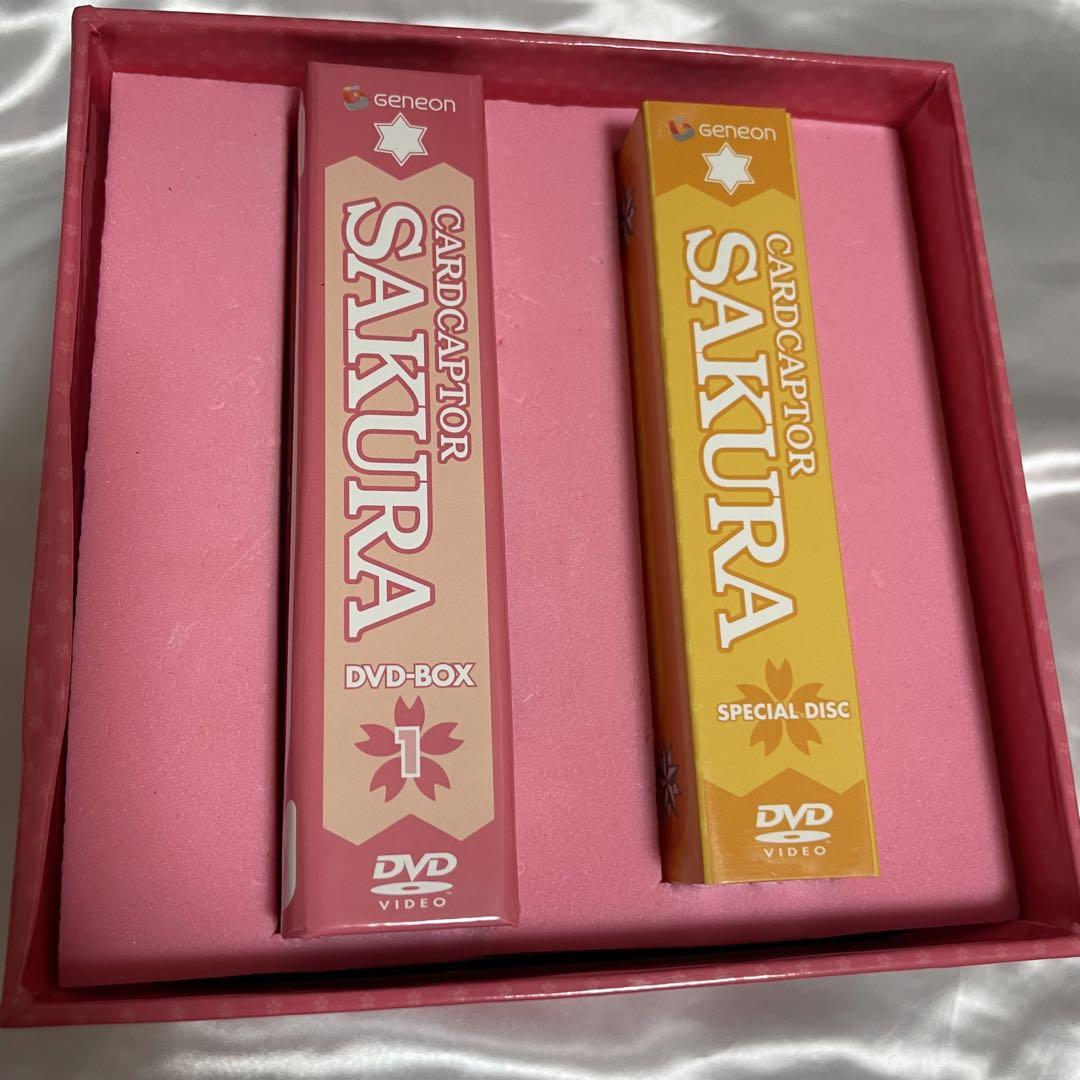 Geneon
CARDCAPTOR
SAKURA
DVD-BOX
1
DVD
VIDEO
Geneon
CARDCAPTOR
SAKURA
SPECIAL DISC
DVD
VIDEO